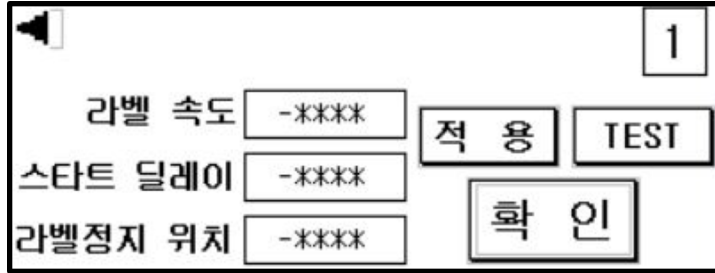 1
라벨 속도 -****
적 용 TEST
스타트 딜레이 -****
확 인
라벨정지 위치 -****